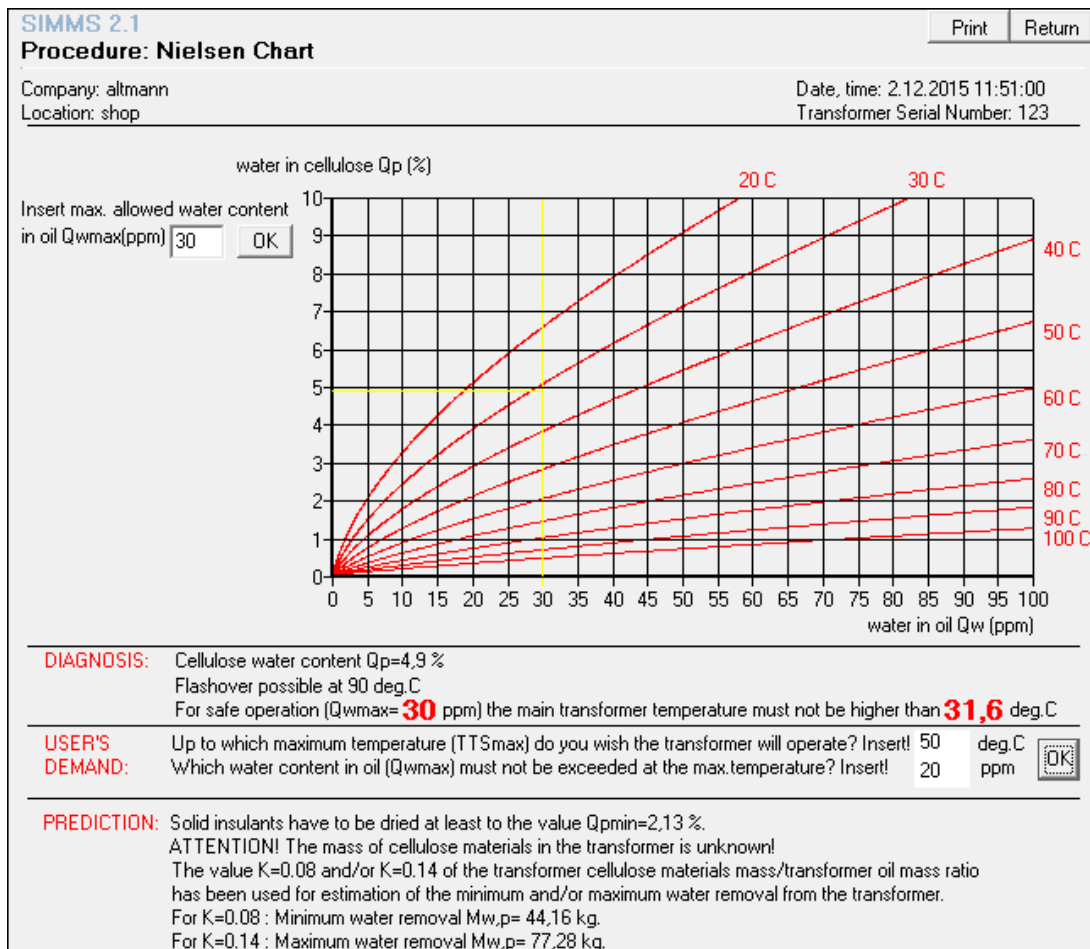 SIMMS 2.1
Print Return
Procedure: Nielsen Chart
Company: altmann
Date, time: 2.12.2015 11:51:00
Location: shop
Transformer Serial Number: 123
water in cellulose Qp (%)
20 C
30 C
Insert max. allowed water content
in oil Qwmax(ppm) 30 OK
10
9
8
7
6
5
4
3
2
1
0
40 C
50 C
60 C
70 C
80 C
90 C
100 C
0 5 10 15 20 25 30 35 40 45 50 55 60 65 70 75 80 85 90 95 100
water in oil Qw (ppm)
DIAGNOSIS: Cellulose water content Qp=4,9 %
Flashover possible at 90 deg.C
For safe operation (Qwmax= 30 ppm) the main transformer temperature must not be higher than 31,6 deg.C
USER'S Up to which maximum temperature (TTSmax) do you wish the transformer will operate? Insert! 50 deg.C
DEMAND: Which water content in oil (Qwmax) must not be exceeded at the max.temperature? Insert! 20 ppm OK
PREDICTION: Solid insulants have to be dried at least to the value Qpmin=2,13 %.
ATTENTION! The mass of cellulose materials in the transformer is unknown!
The value K=0.08 and/or K=0.14 of the transformer cellulose materials mass/transformer oil mass ratio
has been used for estimation of the minimum and/or maximum water removal from the transformer.
For K=0.08 : Minimum water removal Mw,p= 44,16 kg.
For K=0.14 : Maximum water removal Mw,p= 77,28 kg.